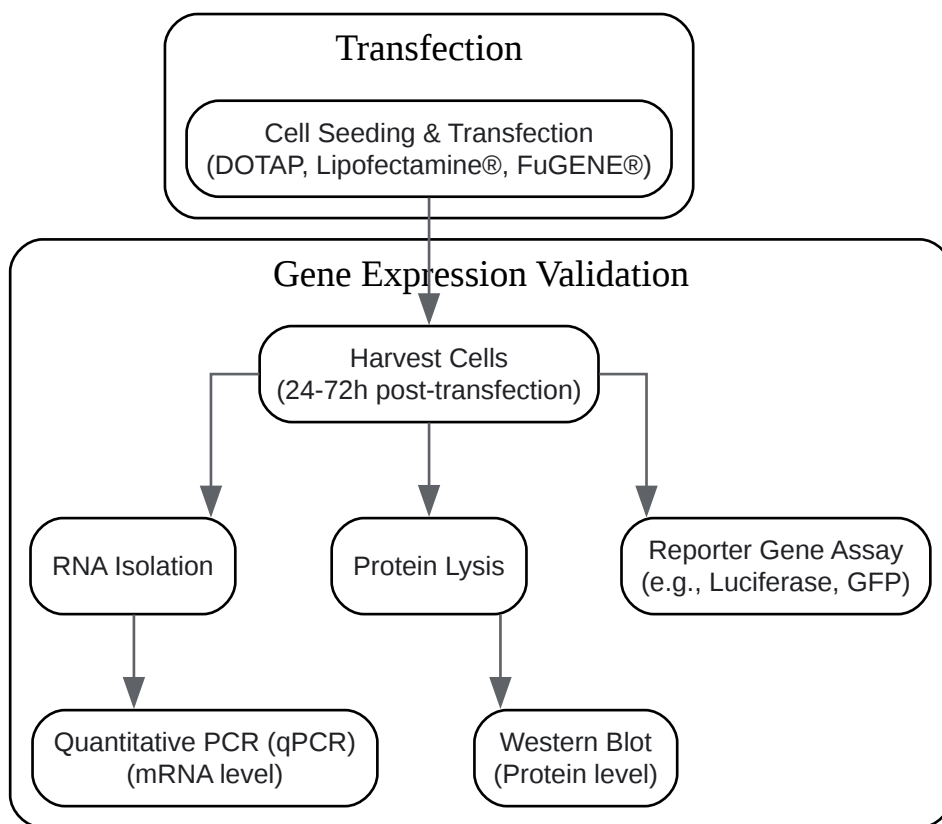 Transfection
Cell Seeding & Transfection
(DOTAP, Lipofectamine®, FuGENE®)
Gene Expression Validation
Harvest Cells
(24-72h post-transfection)
RNA Isolation
Protein Lysis
Reporter Gene Assay
(e.g., Luciferase, GFP)
Quantitative PCR (qPCR)
(mRNA level)
Western Blot
(Protein level)